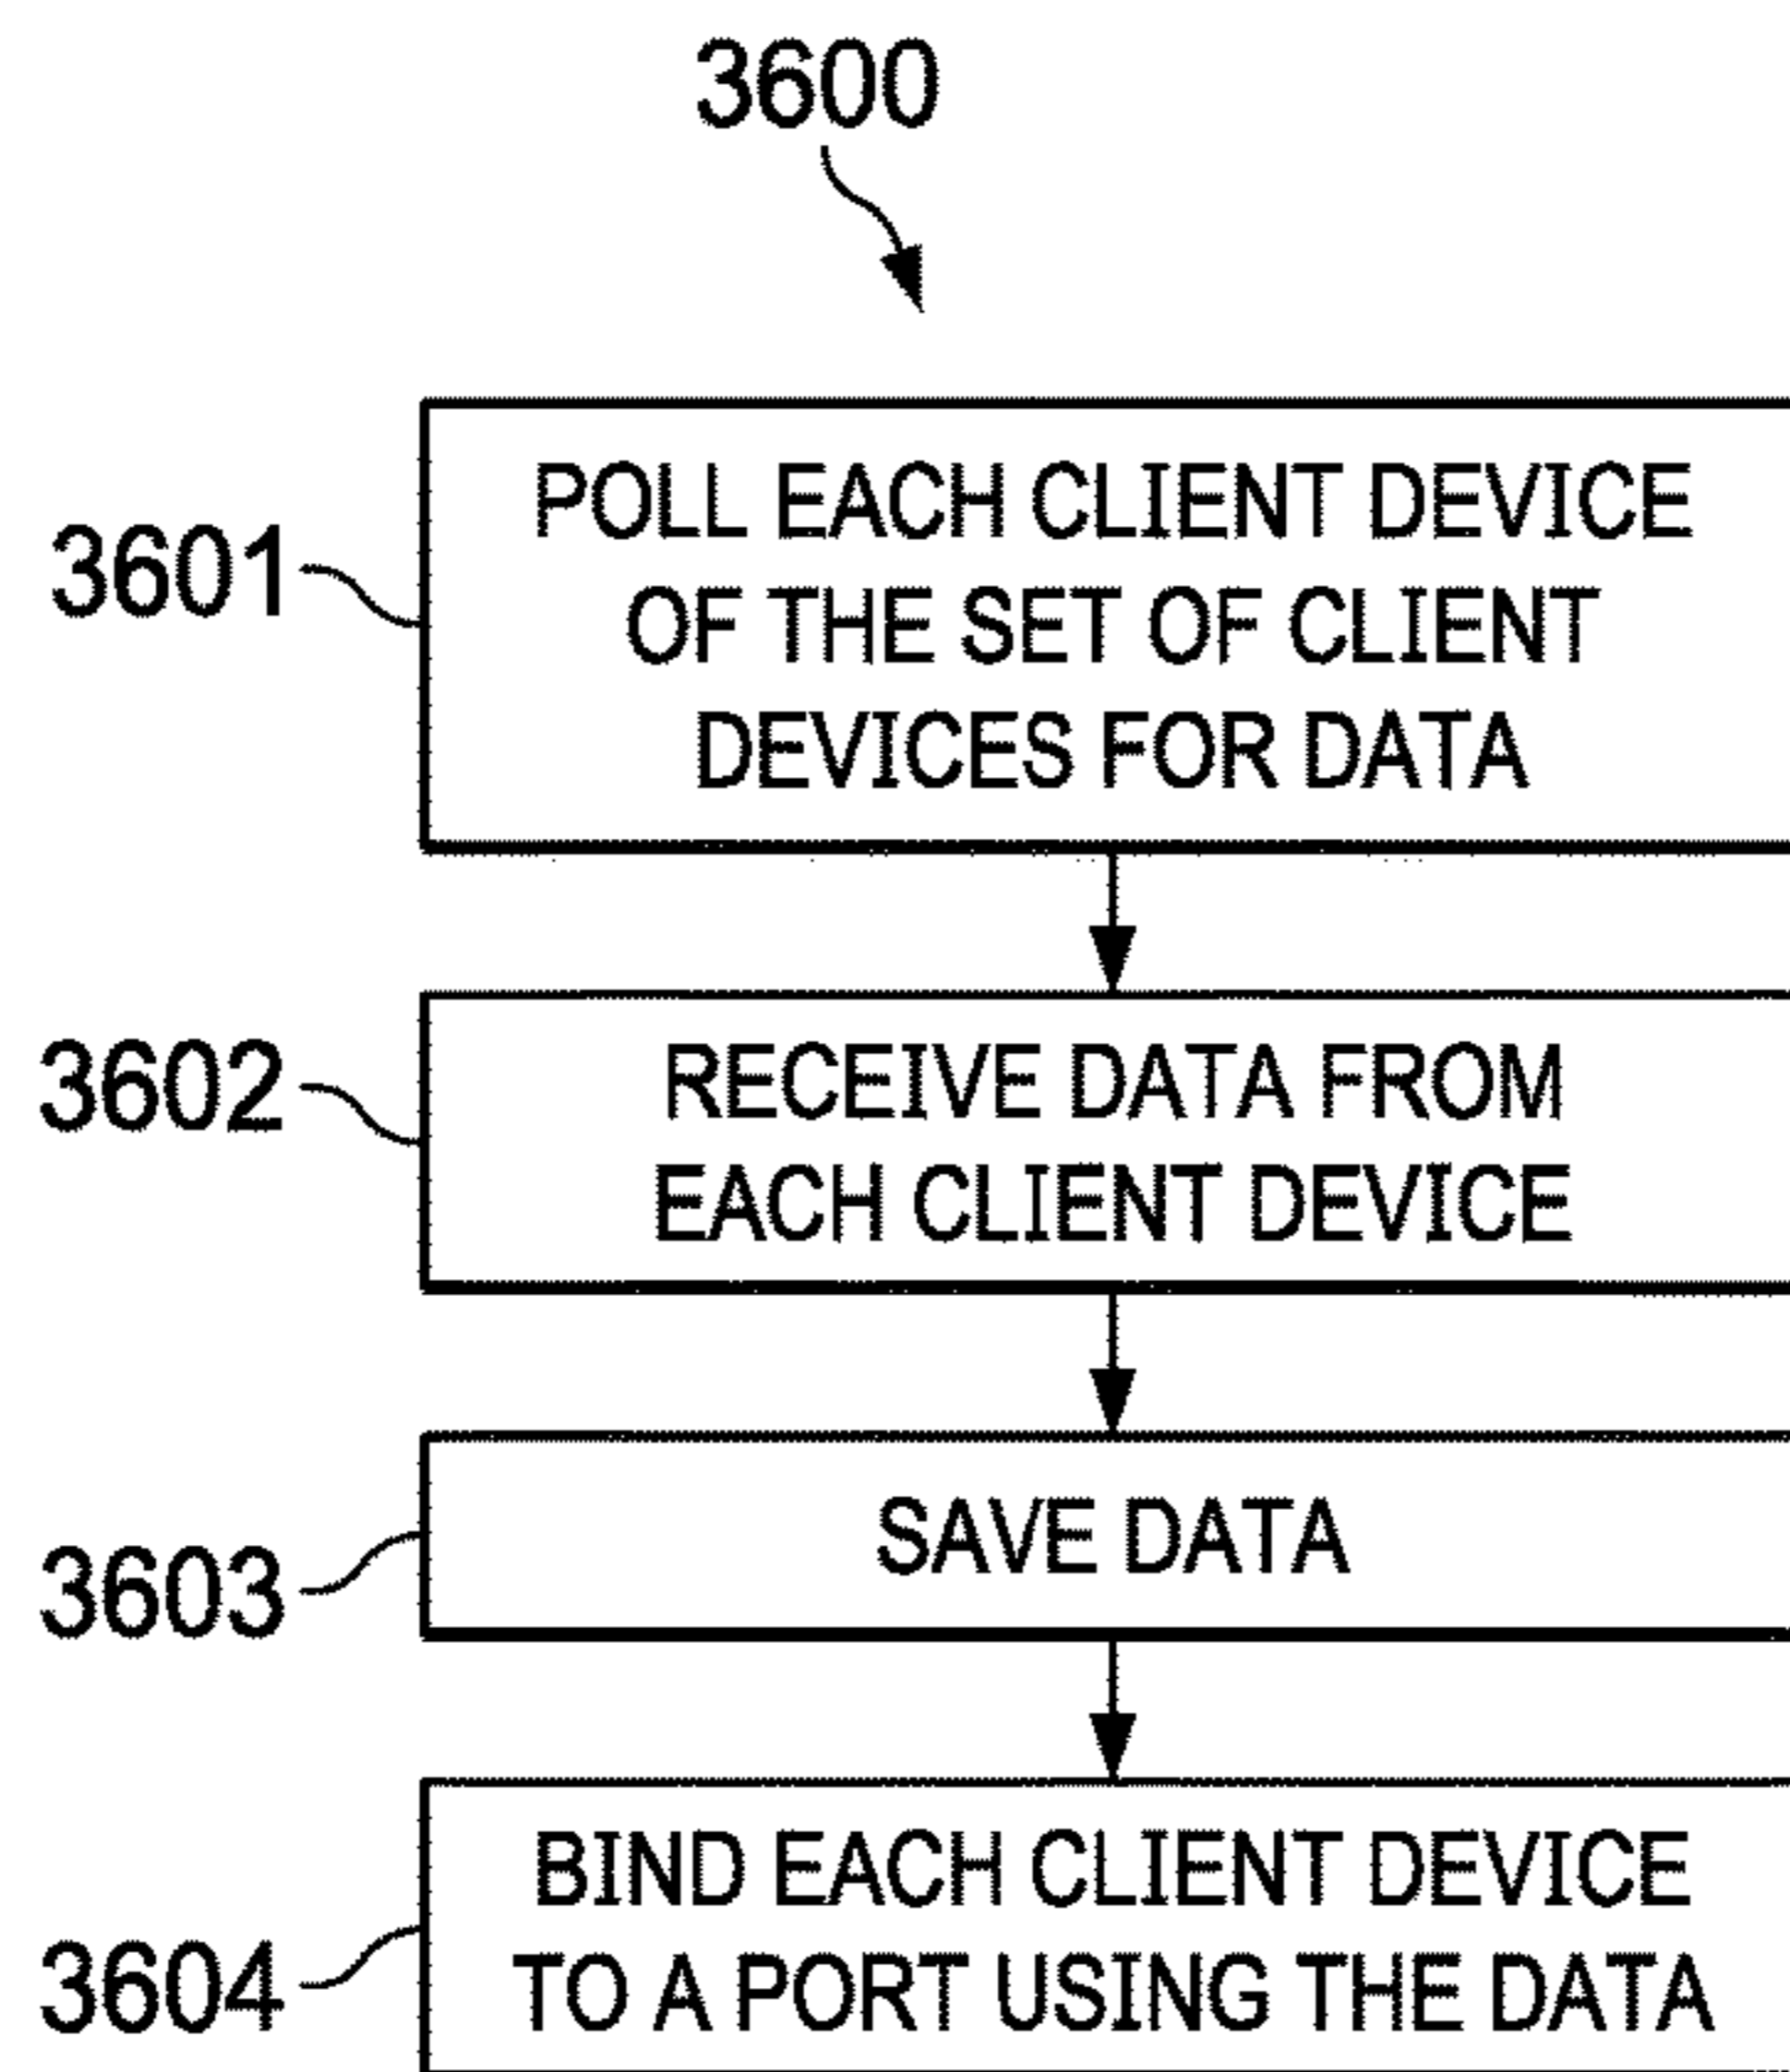 3600
3601
POLL EACH CLIENT DEVICE
OF THE SET OF CLIENT
DEVICES FOR DATA
3602
RECEIVE DATA FROM
EACH CLIENT DEVICE
3603
SAVE DATA
3604
BIND EACH CLIENT DEVICE
TO A PORT USING THE DATA